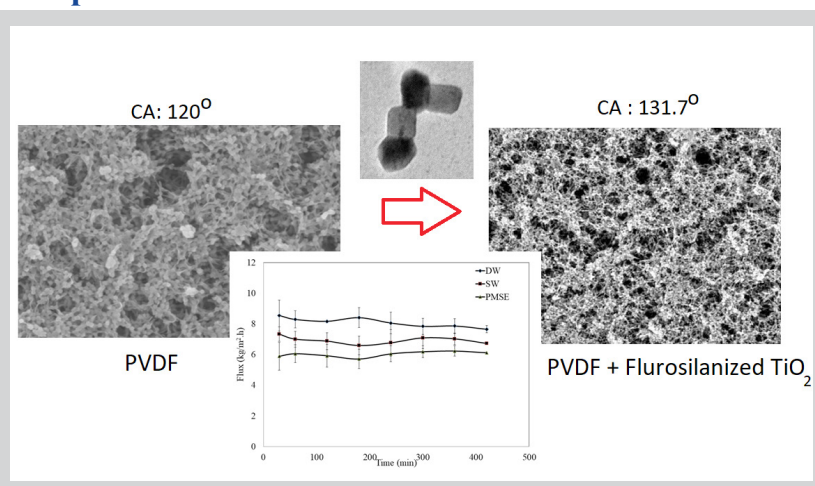 CA: 120°
CA : 131.7°
PVDF
PVDF + Flurosilanized TiO₂
DW
SW
PMSE
Flux (kg/m².h)
12
10
8
6
4
2
0
0 100 200 300 400 500
Time (min)